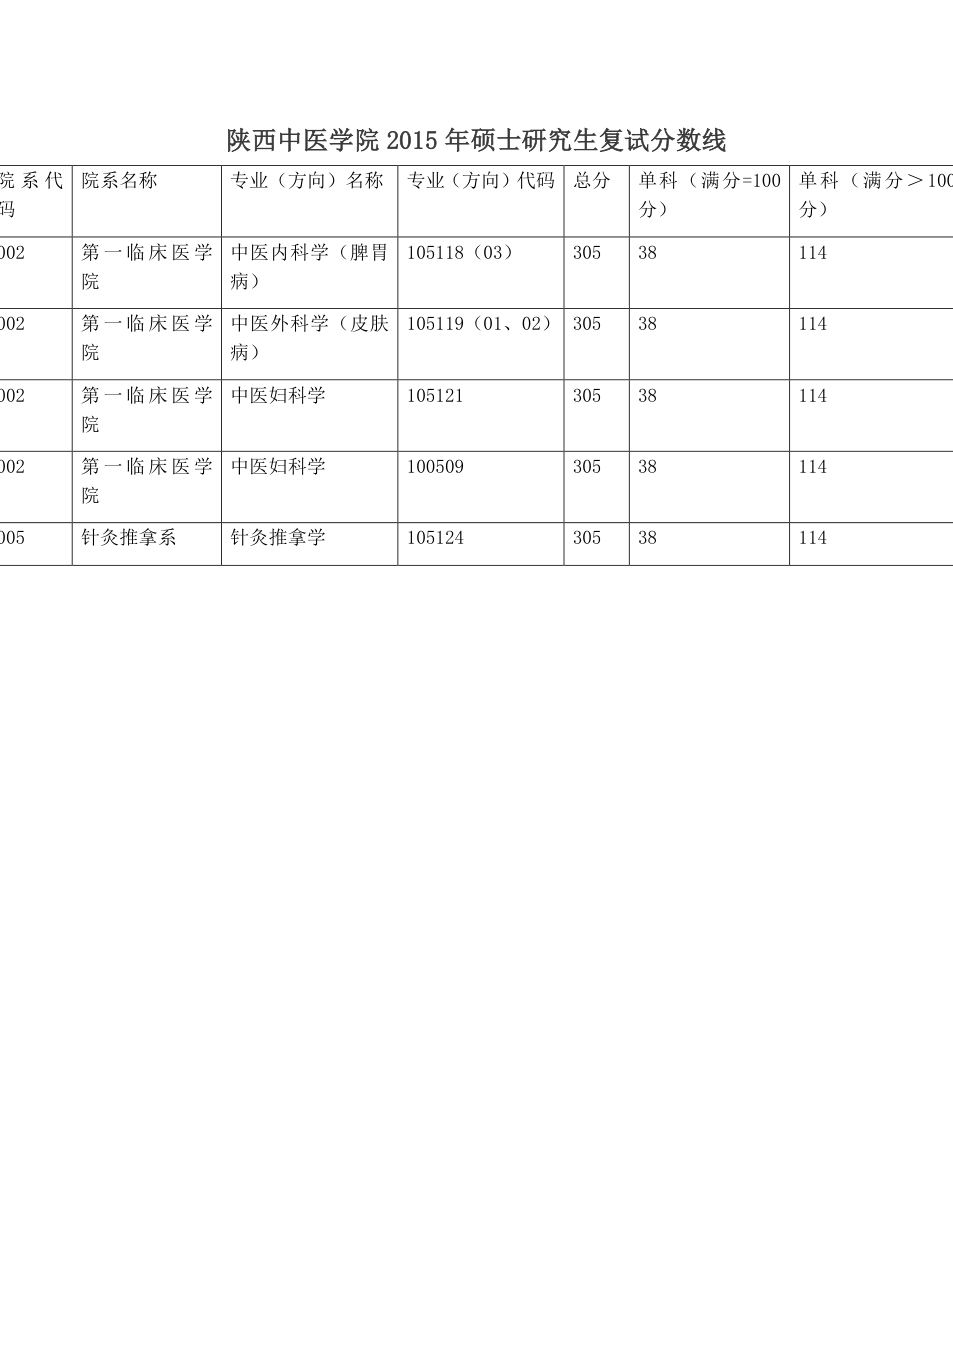 陕西中医学院 2015 年硕士研究生复试分数线
院系代码 院系名称 专业（方向）名称 专业（方向）代码 总分 单科（满分=100分） 单科（满分＞100分）
002 第一临床医学院 中医内科学（脾胃病） 105118（03） 305 38 114
002 第一临床医学院 中医外科学（皮肤病） 105119（01、02） 305 38 114
002 第一临床医学院 中医妇科学 105121 305 38 114
002 第一临床医学院 中医妇科学 100509 305 38 114
005 针灸推拿系 针灸推拿学 105124 305 38 114